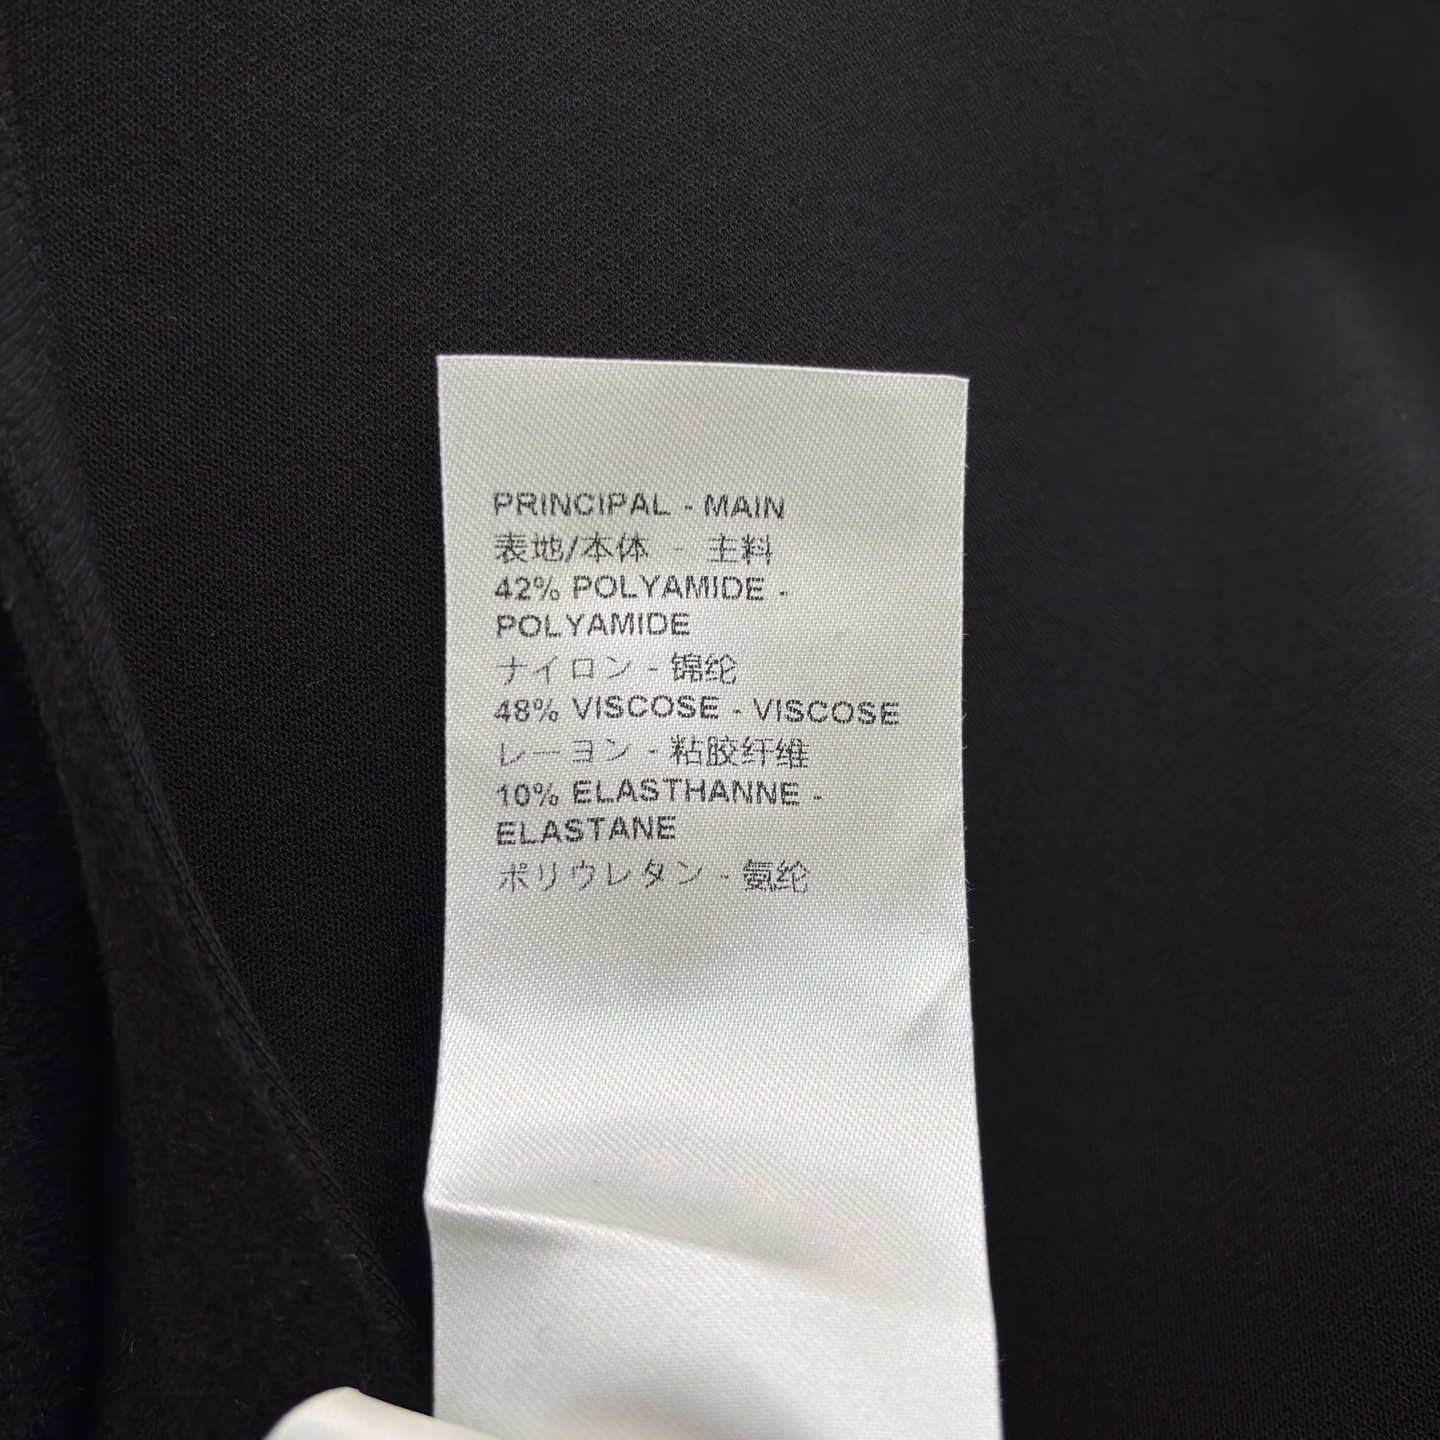 PRINCIPAL - MAIN
表地/本体 - 主料
42% POLYAMIDE -
POLYAMIDE
ナイロン - 锦纶
48% VISCOSE - VISCOSE
レーヨン - 粘胶纤维
10% ELASTHANNE -
ELASTANE
ポリウレタン - 氨纶